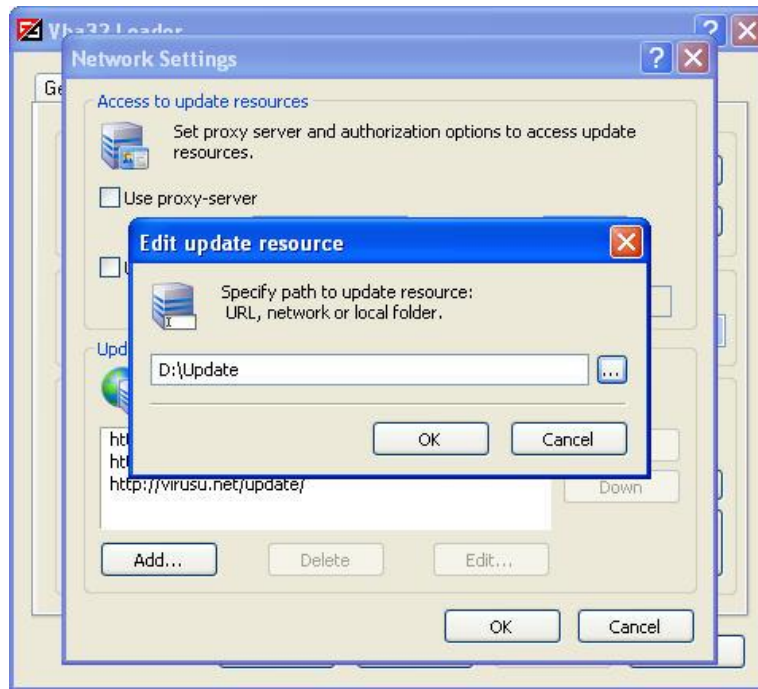 Vba32 Loader
Network Settings
Ge
Access to update resources
Set proxy server and authorization options to access update
resources.
Use proxy-server
Edit update resource
Specify path to update resource:
URL, network or local folder.
Upd
D:\Update
...
OK
Cancel
htt
htt
http://virusu.net/update/
Down
Add...
Delete
Edit...
OK
Cancel